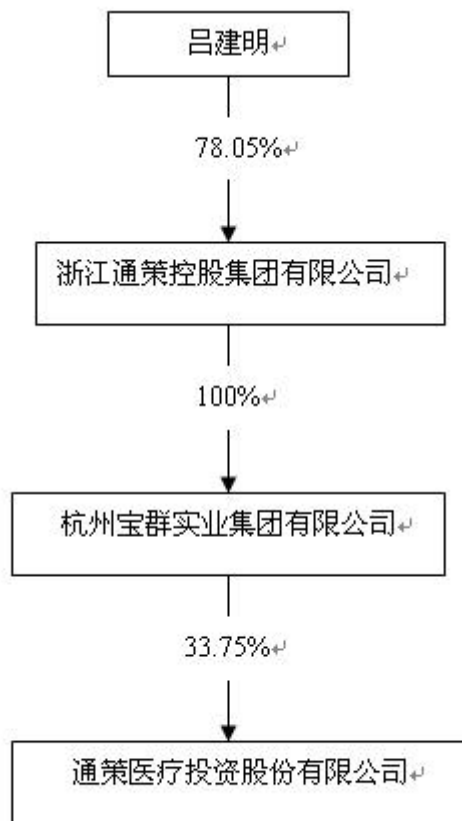 吕建明
78.05%
浙江通策控股集团有限公司
100%
杭州宝群实业集团有限公司
33.75%
通策医疗投资股份有限公司